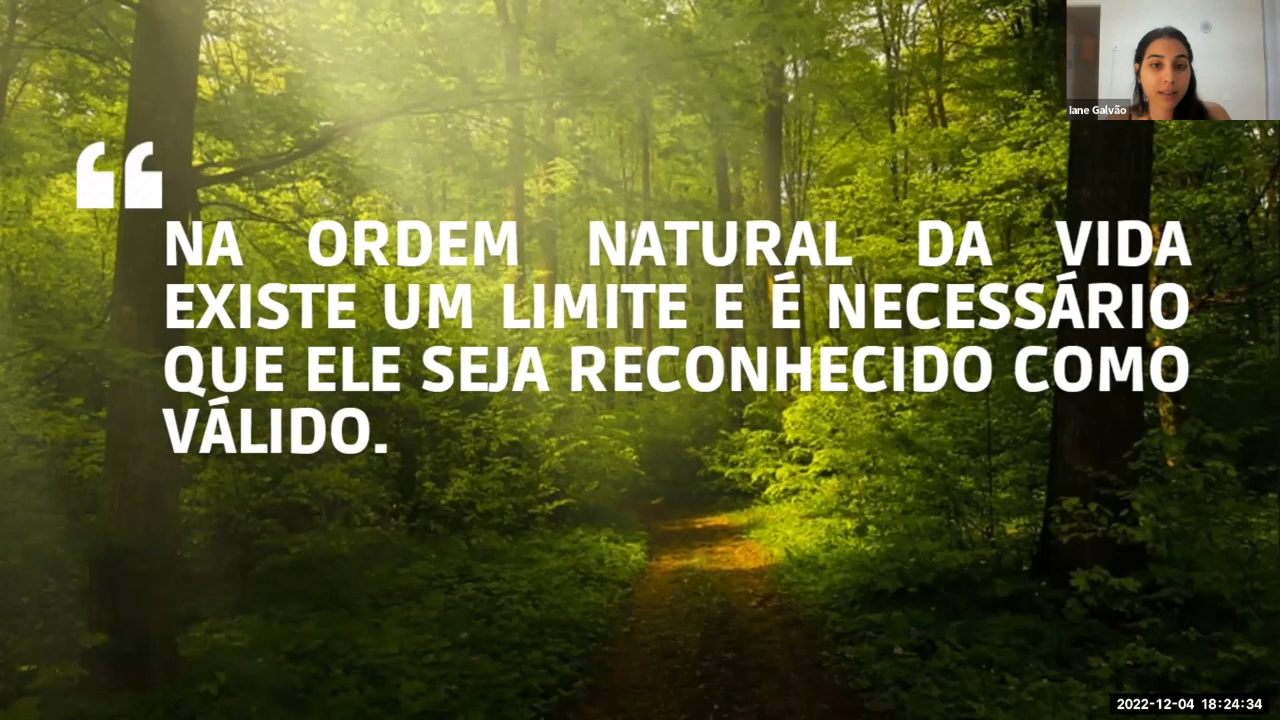 Iane Galvão
“
NA ORDEM NATURAL DA VIDA
EXISTE UM LIMITE E É NECESSÁRIO
QUE ELE SEJA RECONHECIDO COMO
VÁLIDO.
2022-12-04 18:24:34